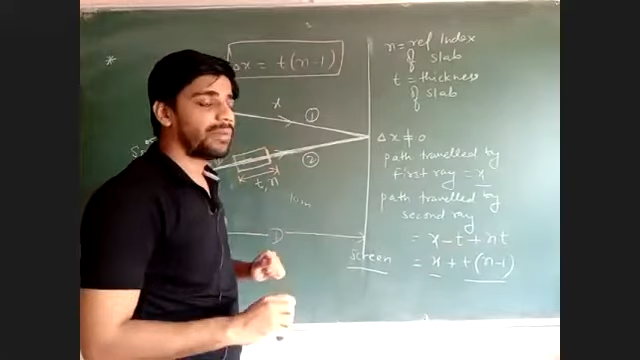 Δx = t(n-1)
x
①
②
t, n
10m
D
Screen
n = ref Index
of slab
t = thickness
of slab
Δx ≠ 0
path travelled by
first ray = x
path travelled by
second ray
= x - t + nt
= x + t(n-1)